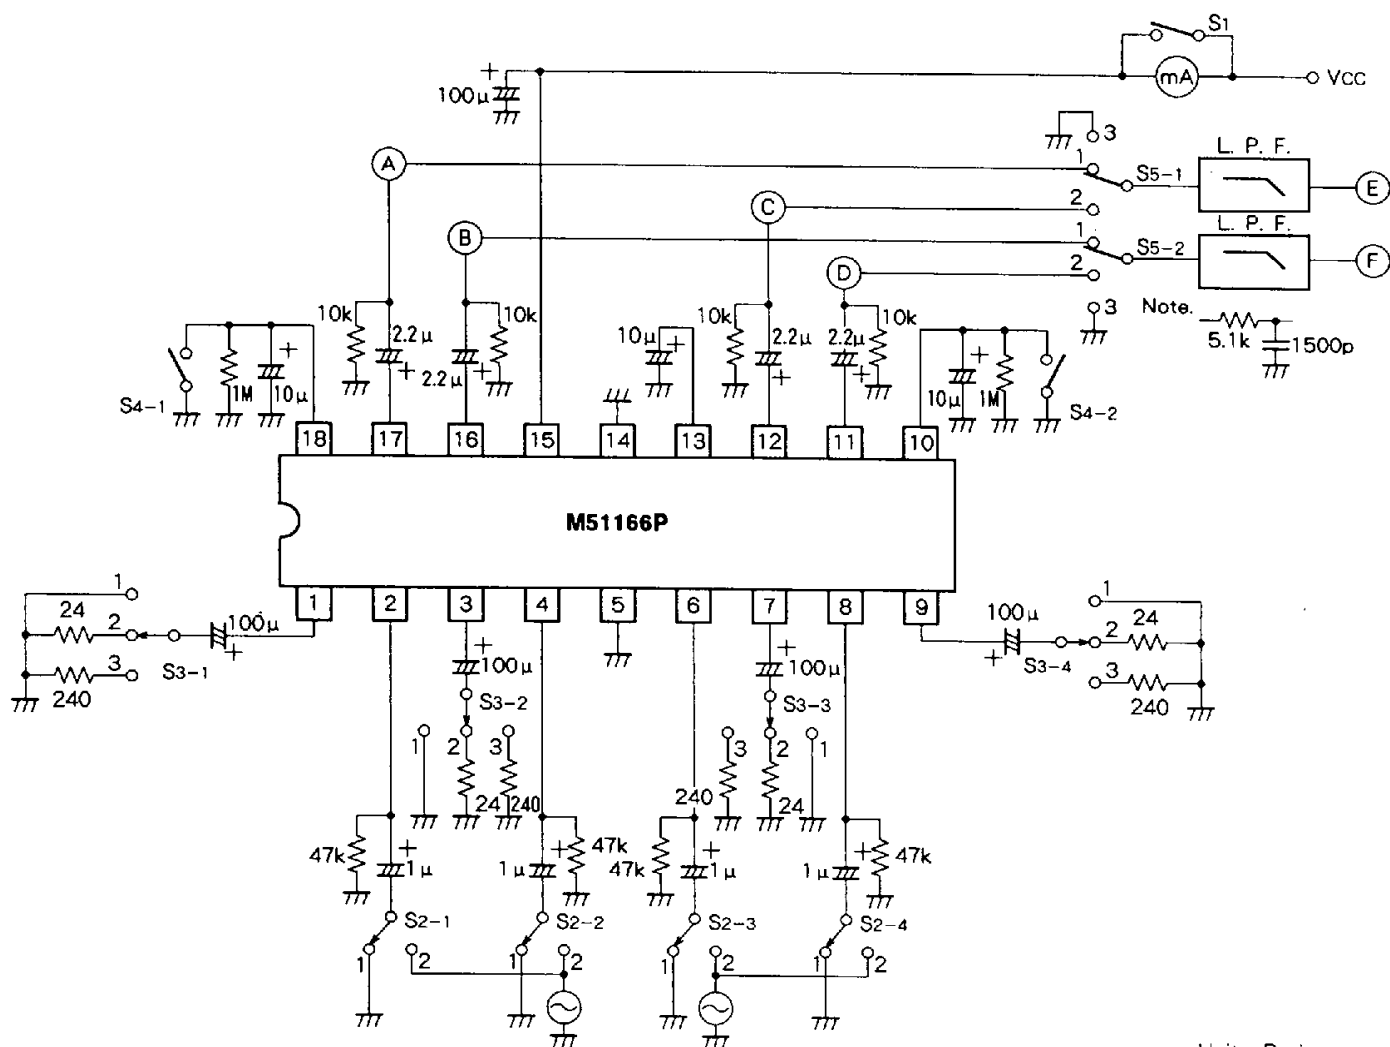 S1
+
100μ
mA
VCC
3
L. P. F.
A
1
S5-1
E
2
C
L. P. F.
B
1
S5-2
F
2
D
3
Note.
5.1k
1500p
10k
2.2μ
+
10k
2.2μ
+
10μ
+
10k
2.2μ
+
2.2μ
+
10k
S4-1
1M
+
10μ
+
10μ
1M
S4-2
18
17
16
15
14
13
12
11
10
M51166P
1
2
3
4
5
6
7
8
9
1
24
2
3
240
S3-1
100μ
+
+
100μ
S3-2
1
2
3
24
240
+
100μ
S3-3
3
2
1
240
24
100μ
+
S3-4
1
24
2
3
240
47k
+
1μ
+
1μ
47k
47k
+
1μ
+
1μ
47k
S2-1
1
2
S2-2
1
2
S2-3
1
2
S2-4
1
2